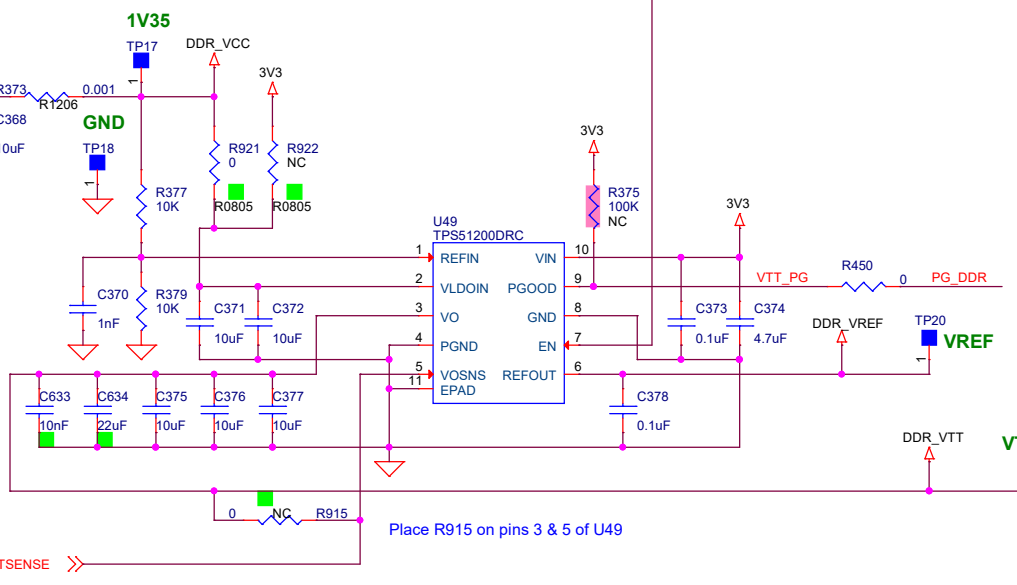 1V35
TP17
1
DDR_VCC
3V3
R373
0.001
R1206
C368
10uF
GND
TP18
1
R921
0
R0805
R922
NC
R0805
R377
10K
3V3
R375
100K
NC
3V3
U49
TPS51200DRC
1 REFIN VIN 10
2 VLDOIN PGOOD 9
3 VO GND 8
4 PGND EN 7
5 VOSNS REFOUT 6
11 EPAD
VTT_PG
R450
0
PG_DDR
C370
1nF
R379
10K
C371
10uF
C372
10uF
C373
0.1uF
C374
4.7uF
DDR_VREF
TP20
1
VREF
C633
10nF
C634
22uF
C375
10uF
C376
10uF
C377
10uF
C378
0.1uF
DDR_VTT
0
NC
R915
Place R915 on pins 3 & 5 of U49
TSENSE